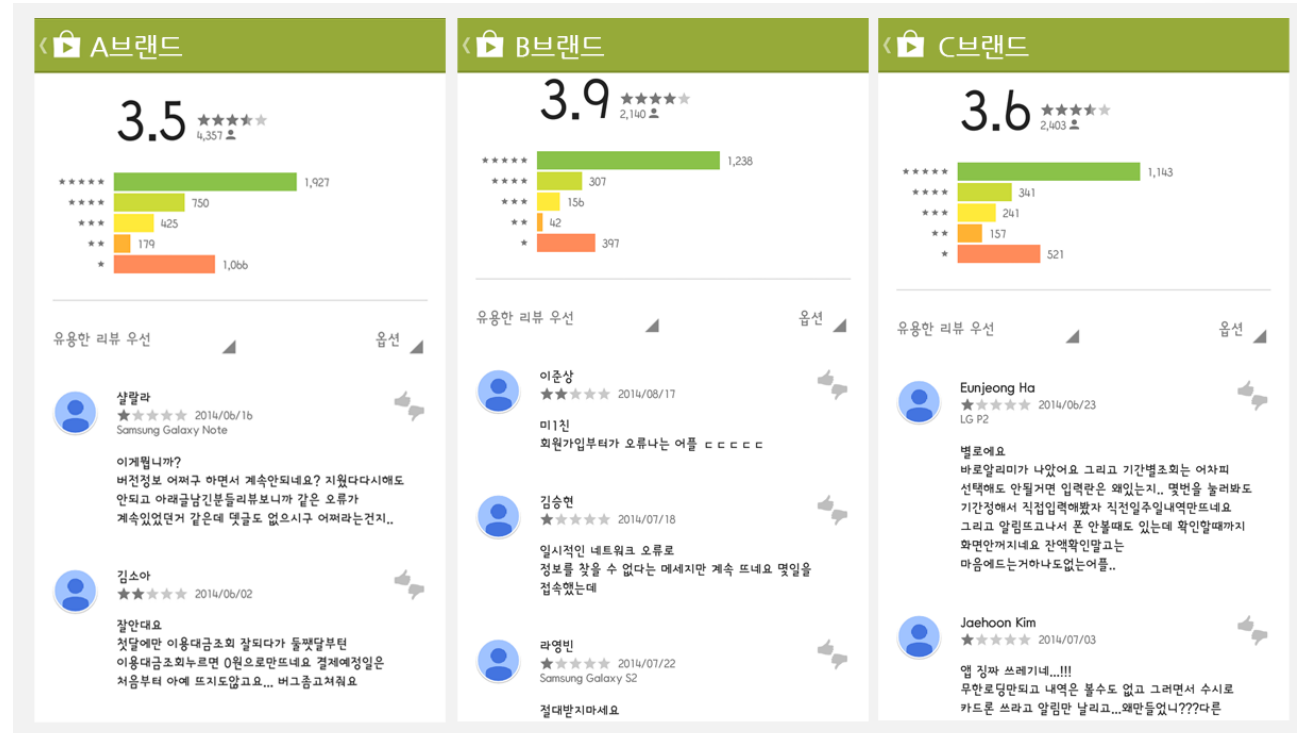 A브랜드
3.5 ★★★★★
4,357
★★★★★ 1,927
★★★★ 750
★★★ 425
★★ 179
★ 1,066
유용한 리뷰 우선 옵션
샬랄라
★★★★★ 2014/06/16
Samsung Galaxy Note
이게뭡니까?
버전정보 어쩌구 하면서 계속안되네요? 지웠다다시해도
안되고 아래글남긴분들리뷰보니까 같은 오류가
계속있었던거 같은데 댓글도 없으시구 어쩌라는건지..
김소아
★★★★★ 2014/06/02
잘안대요
첫달에만 이용대금조회 잘되다가 둘쨋달부턴
이용대금조회누르면 0원으로만뜨네요 결제예정일은
처음부터 아예 뜨지도않고요... 버그좀고쳐줘요
B브랜드
3.9 ★★★★★
2,140
★★★★★ 1,238
★★★★ 307
★★★ 156
★★ 42
★ 397
유용한 리뷰 우선 옵션
이준상
★★★★★ 2014/08/17
미1친
회원가입부터가 오류나는 어플 ㄷㄷㄷㄷㄷ
김승현
★★★★★ 2014/07/18
일시적인 네트워크 오류로
정보를 찾을 수 없다는 메세지만 계속 뜨네요 몇일을
접속했는데
라영빈
★★★★★ 2014/07/22
Samsung Galaxy S2
절대받지마세요
C브랜드
3.6 ★★★★★
2,403
★★★★★ 1,143
★★★★ 341
★★★ 241
★★ 157
★ 521
유용한 리뷰 우선 옵션
Eunjeong Ha
★★★★★ 2014/06/23
LG P2
별로에요
바로알리미가 나았어요 그리고 기간별조회는 어차피
선택해도 안될거면 입력란은 왜있는지.. 몇번을 눌러봐도
기간정해서 직접입력해봤자 직전일주일내역만뜨네요
그리고 알림뜨고나서 폰 안볼때도 있는데 확인할때까지
화면안꺼지네요 잔액확인말고는
마음에드는거하나도없는어플..
Jaehoon Kim
★★★★★ 2014/07/03
앱 징짜 쓰레기네...!!!
무한로딩만되고 내역은 볼수도 없고 그러면서 수시로
카드론 쓰라고 알림만 날리고...왜만들었니???다른